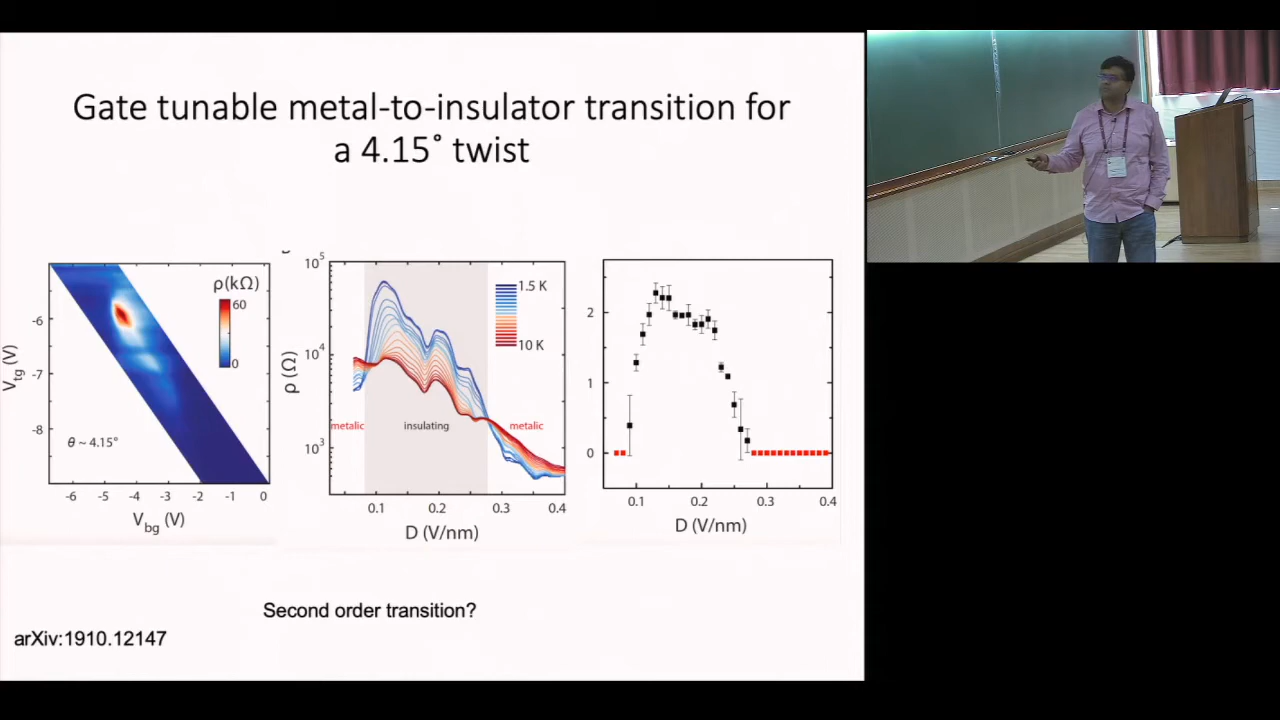 Gate tunable metal-to-insulator transition for
a 4.15˚ twist
ρ(kΩ)
60
0
-6
-7
-8
Vtg (V)
θ ~ 4.15°
-6 -5 -4 -3 -2 -1 0
Vbg (V)
10^5
10^4
10^3
ρ (Ω)
1.5 K
10 K
metalic
insulating
metalic
0.1 0.2 0.3 0.4
D (V/nm)
2
1
0
0.1 0.2 0.3 0.4
D (V/nm)
Second order transition?
arXiv:1910.12147